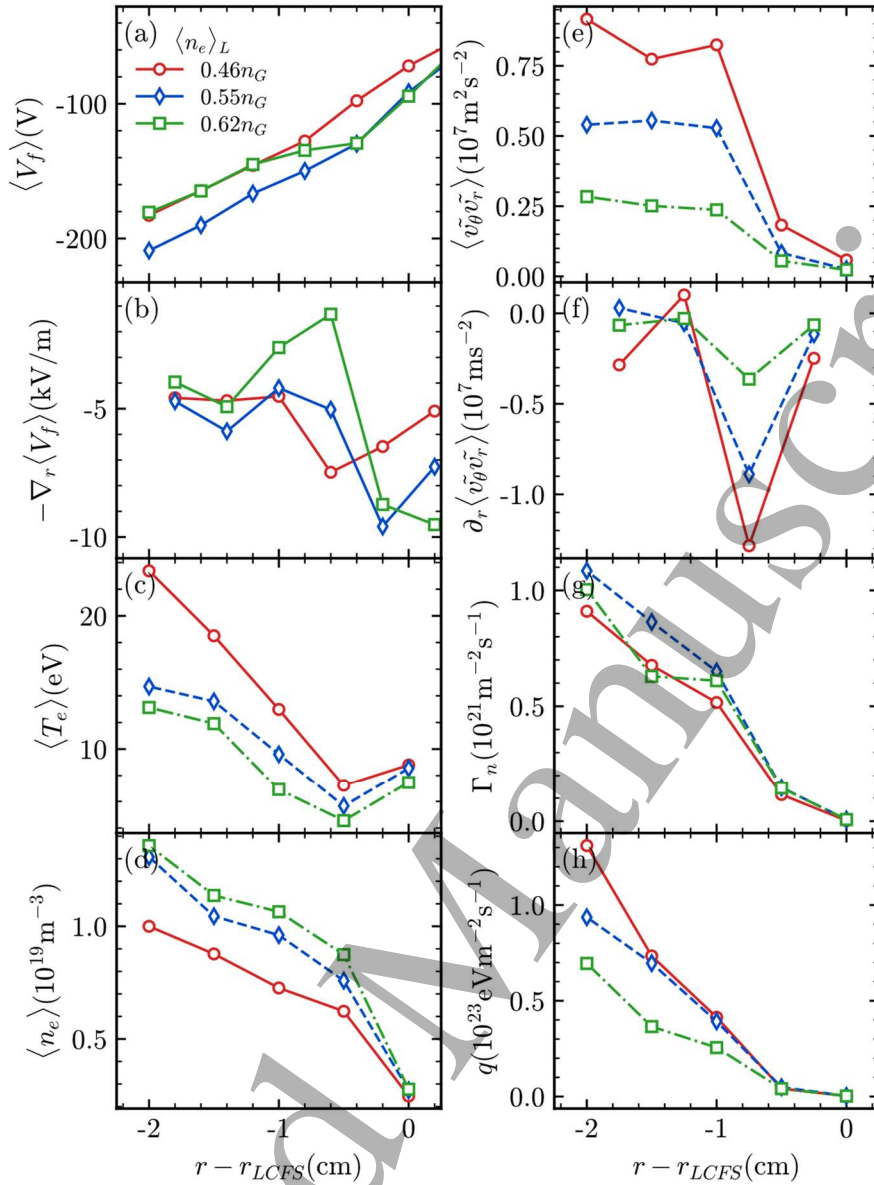 (a)
⟨n_e⟩_L
0.46n_G
0.55n_G
0.62n_G
-100
-200
⟨V_f⟩(V)
(b)
-5
-10
−∇_r⟨V_f⟩(kV/m)
(c)
20
10
⟨T_e⟩(eV)
(d)
1.0
0.5
⟨n_e⟩(10^19 m^−3)
-2
-1
0
r − r_LCFS(cm)
(e)
0.75
0.50
0.25
0.00
⟨ṽ_θ ṽ_r⟩(10^7 m^2 s^−2)
(f)
0.0
-0.5
-1.0
∂_r⟨ṽ_θ ṽ_r⟩(10^7 ms^−2)
(g)
1.0
0.5
0.0
Γ_n(10^21 m^−2 s^−1)
(h)
1.0
0.5
0.0
q(10^23 eVm^−2 s^−1)
-2
-1
0
r − r_LCFS(cm)
d Manuscri